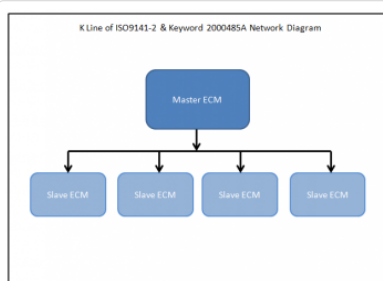 K Line of ISO9141-2 & Keyword 2000485A Network Diagram
Master ECM
Slave ECM
Slave ECM
Slave ECM
Slave ECM